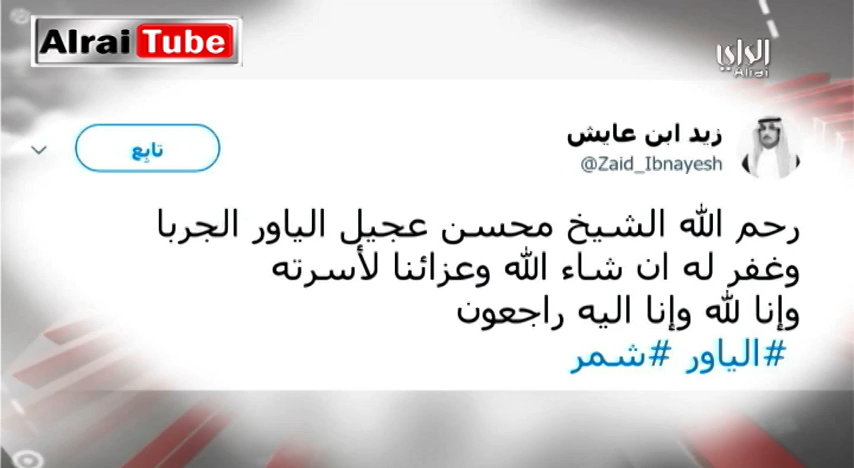 Alrai Tube
الراي
Alrai
زيد ابن عايش
@Zaid_Ibnayesh
تابِع
رحم الله الشيخ محسن عجيل الياور الجربا
وغفر له ان شاء الله وعزائنا لأسرته
وإنا لله وإنا اليه راجعون
#الياور #شمر